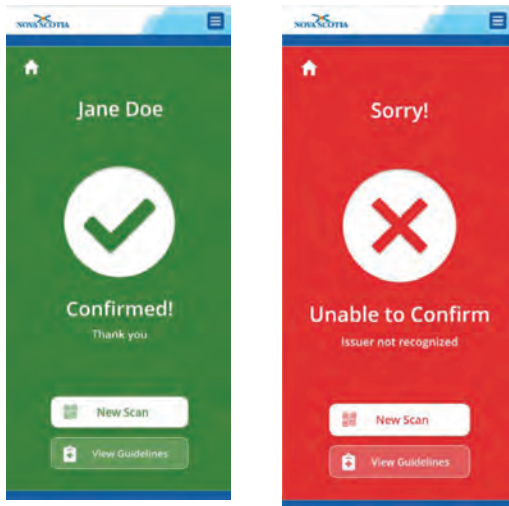 NOVA SCOTIA
Jane Doe
Confirmed!
Thank you
New Scan
View Guidelines
NOVA SCOTIA
Sorry!
Unable to Confirm
Issuer not recognized
New Scan
View Guidelines